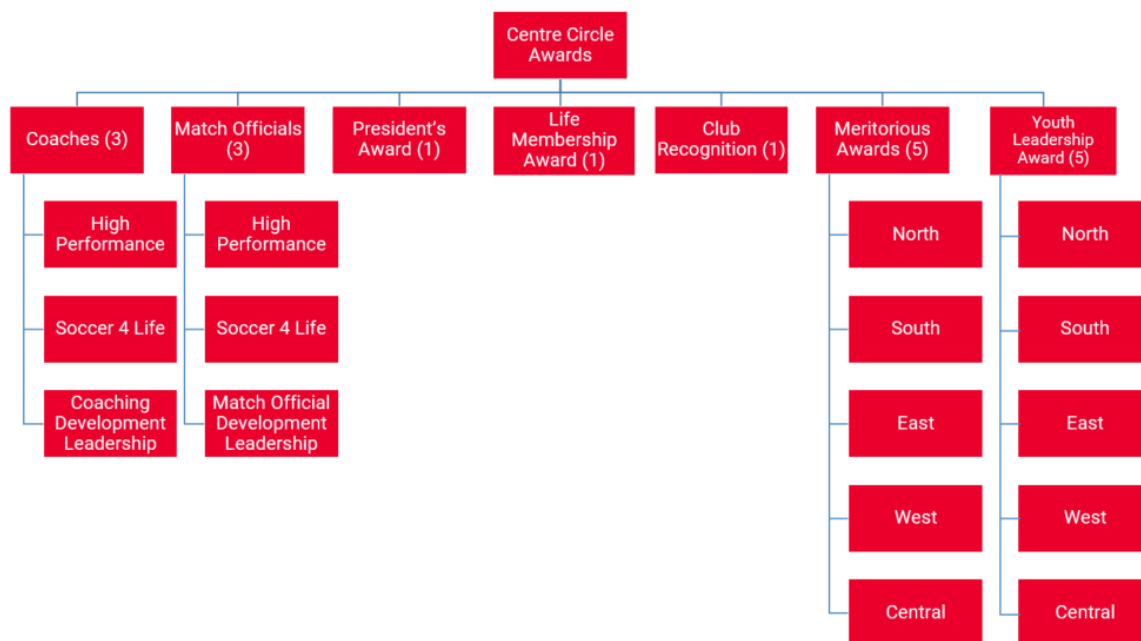 Centre Circle
Awards
Coaches (3)
Match Officials
(3)
President's
Award (1)
Life
Membership
Award (1)
Club
Recognition (1)
Meritorious
Awards (5)
Youth
Leadership
Award (5)
High
Performance
Soccer 4 Life
Coaching
Development
Leadership
High
Performance
Soccer 4 Life
Match Official
Development
Leadership
North
South
East
West
Central
North
South
East
West
Central